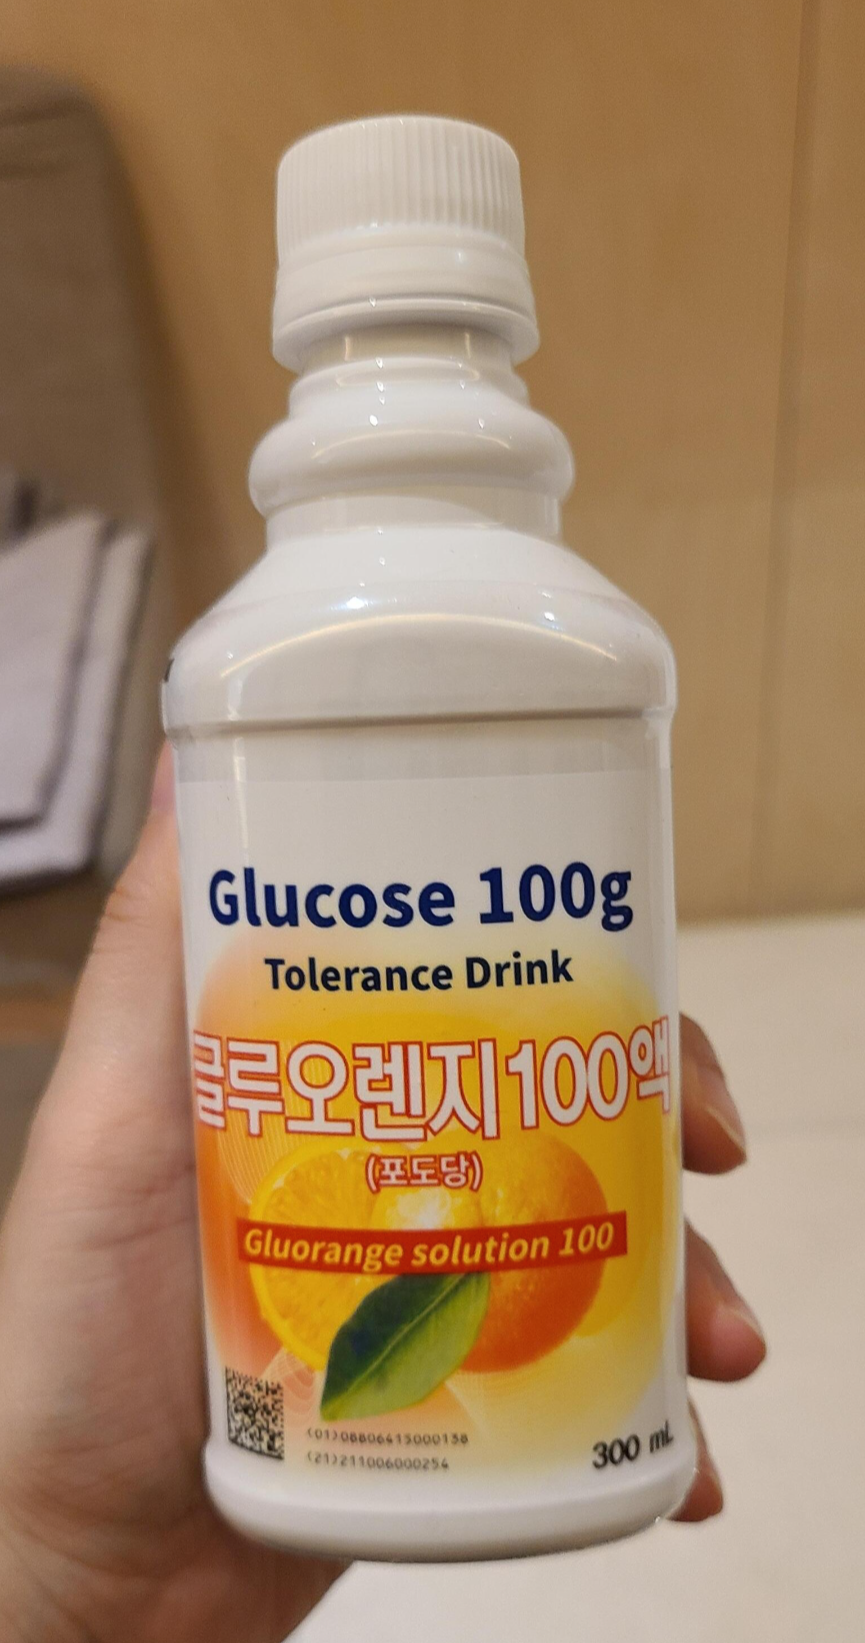 Glucose 100g
Tolerance Drink
글루오렌지100액
(포도당)
Gluorange solution 100
(01)08806415000138
(21)211006000254
300 mL